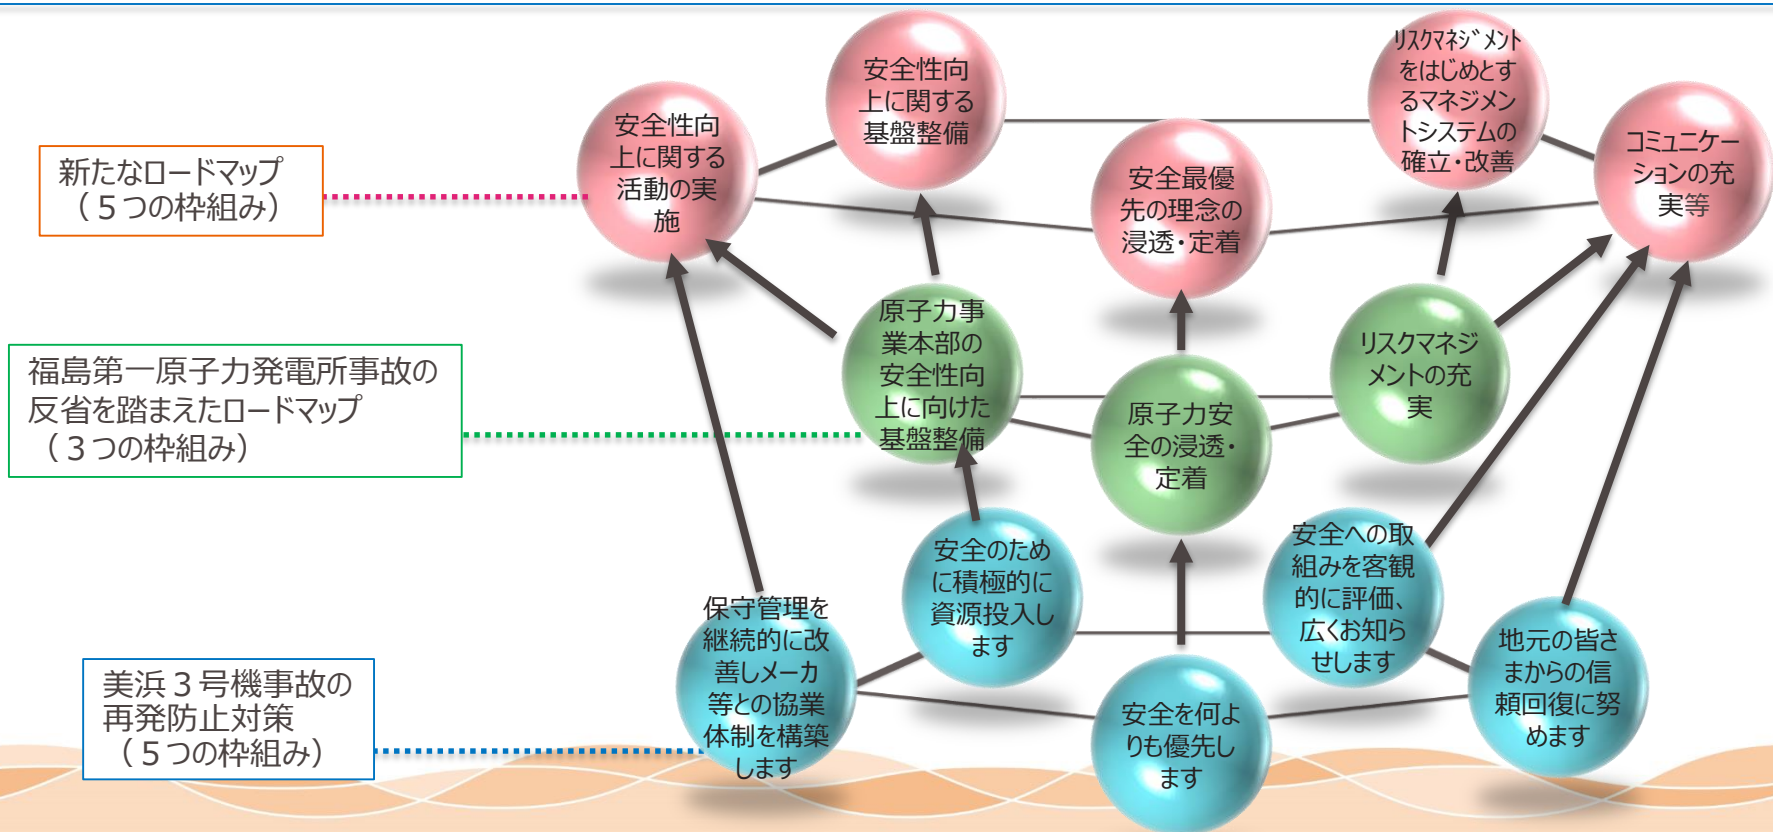 安全性向
上に関する
活動の実
施
安全性向
上に関する
基盤整備
安全最優
先の理念の
浸透・定着
リスクマネジメント
をはじめとす
るマネジメン
トシステムの
確立・改善
コミュニケー
ションの充
実等
新たなロードマップ
（５つの枠組み）
原子力事
業本部の
安全性向
上に向けた
基盤整備
原子力安
全の浸透・
定着
リスクマネジ
メントの充
実
福島第一原子力発電所事故の
反省を踏まえたロードマップ
（３つの枠組み）
保守管理を
継続的に改
善しメーカ
等との協業
体制を構築
します
安全のため
に積極的に
資源投入し
ます
安全を何よ
りも優先し
ます
安全への取
組みを客観
的に評価、
広くお知ら
せします
地元の皆さ
まからの信
頼回復に努
めます
美浜３号機事故の
再発防止対策
（５つの枠組み）